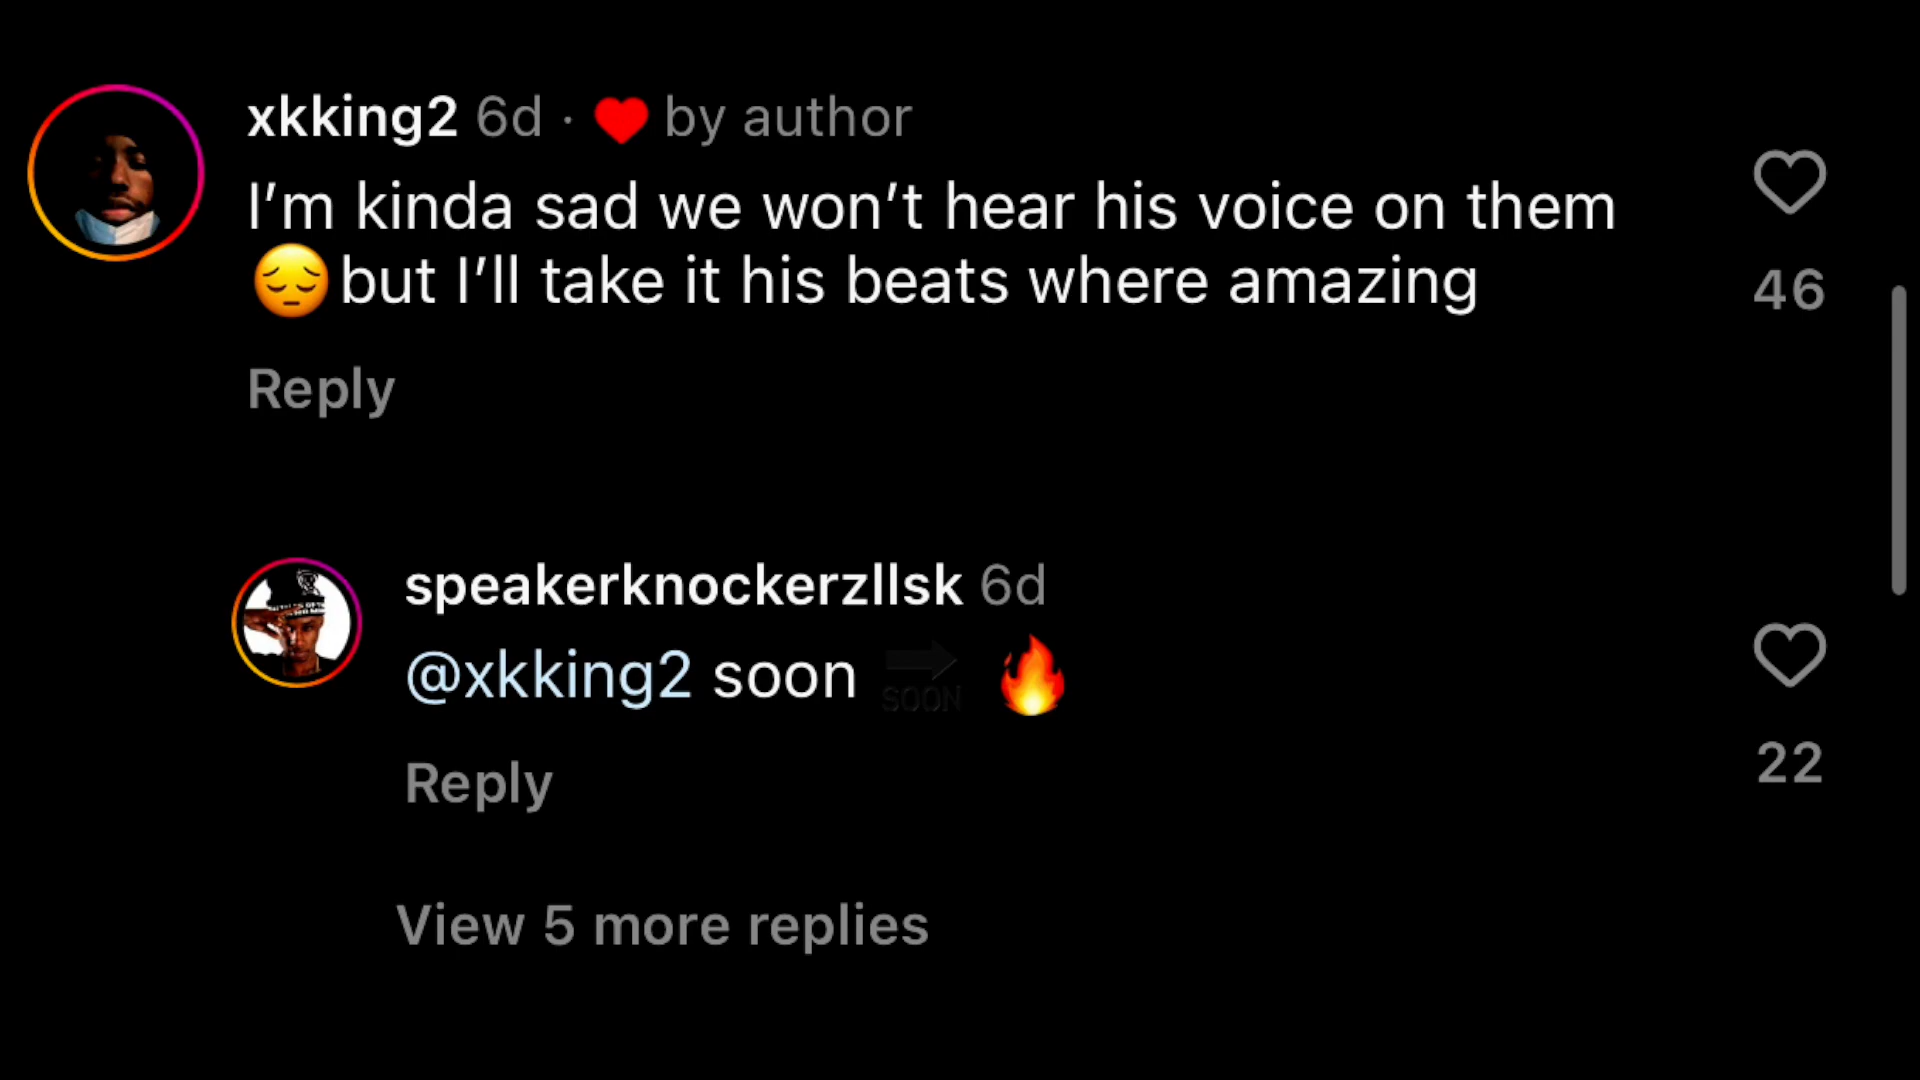 xkking2 6d · ❤️ by author
I’m kinda sad we won’t hear his voice on them
😔but I’ll take it his beats where amazing
46
Reply
speakerknockerzllsk 6d
@xkking2 soon 🔜 🔥
Reply
22
View 5 more replies